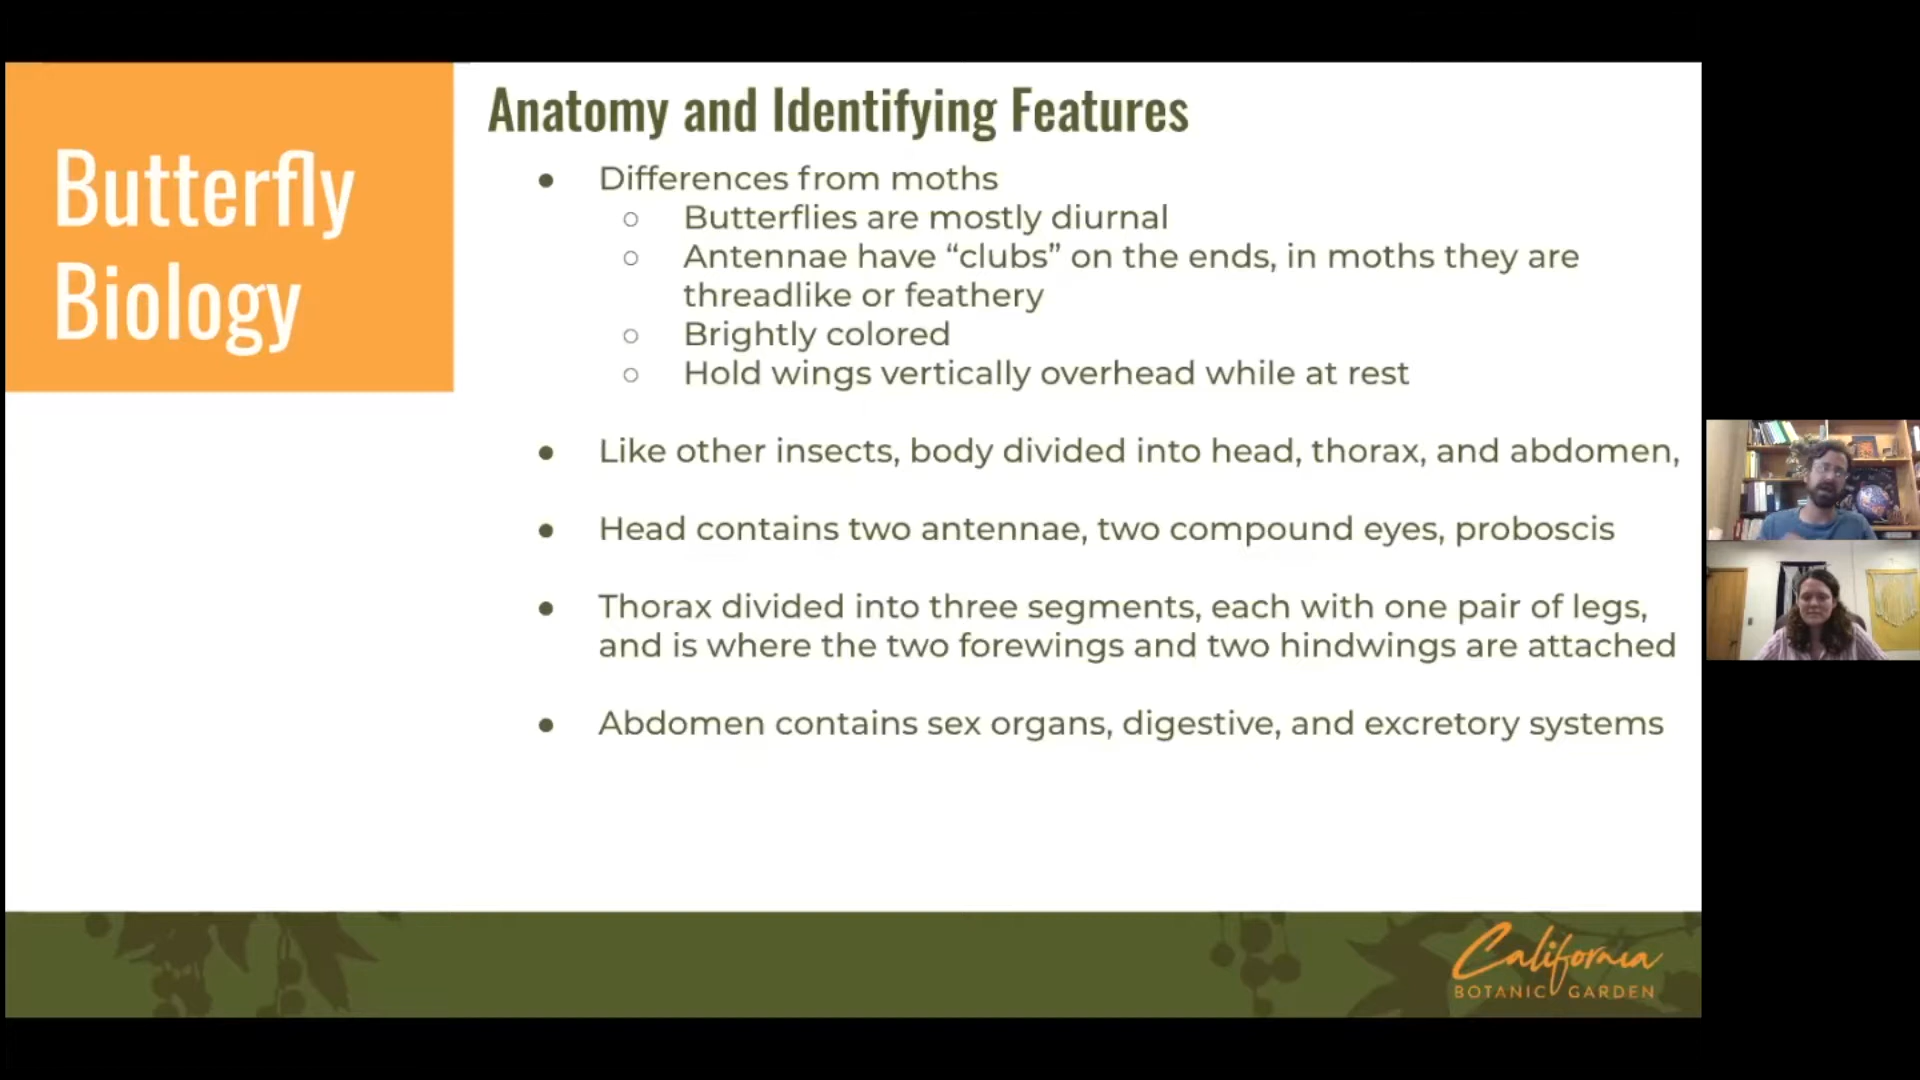 Butterfly
Biology
Anatomy and Identifying Features
● Differences from moths
○ Butterflies are mostly diurnal
○ Antennae have “clubs” on the ends, in moths they are
threadlike or feathery
○ Brightly colored
○ Hold wings vertically overhead while at rest
● Like other insects, body divided into head, thorax, and abdomen,
● Head contains two antennae, two compound eyes, proboscis
● Thorax divided into three segments, each with one pair of legs,
and is where the two forewings and two hindwings are attached
● Abdomen contains sex organs, digestive, and excretory systems
California
BOTANIC GARDEN